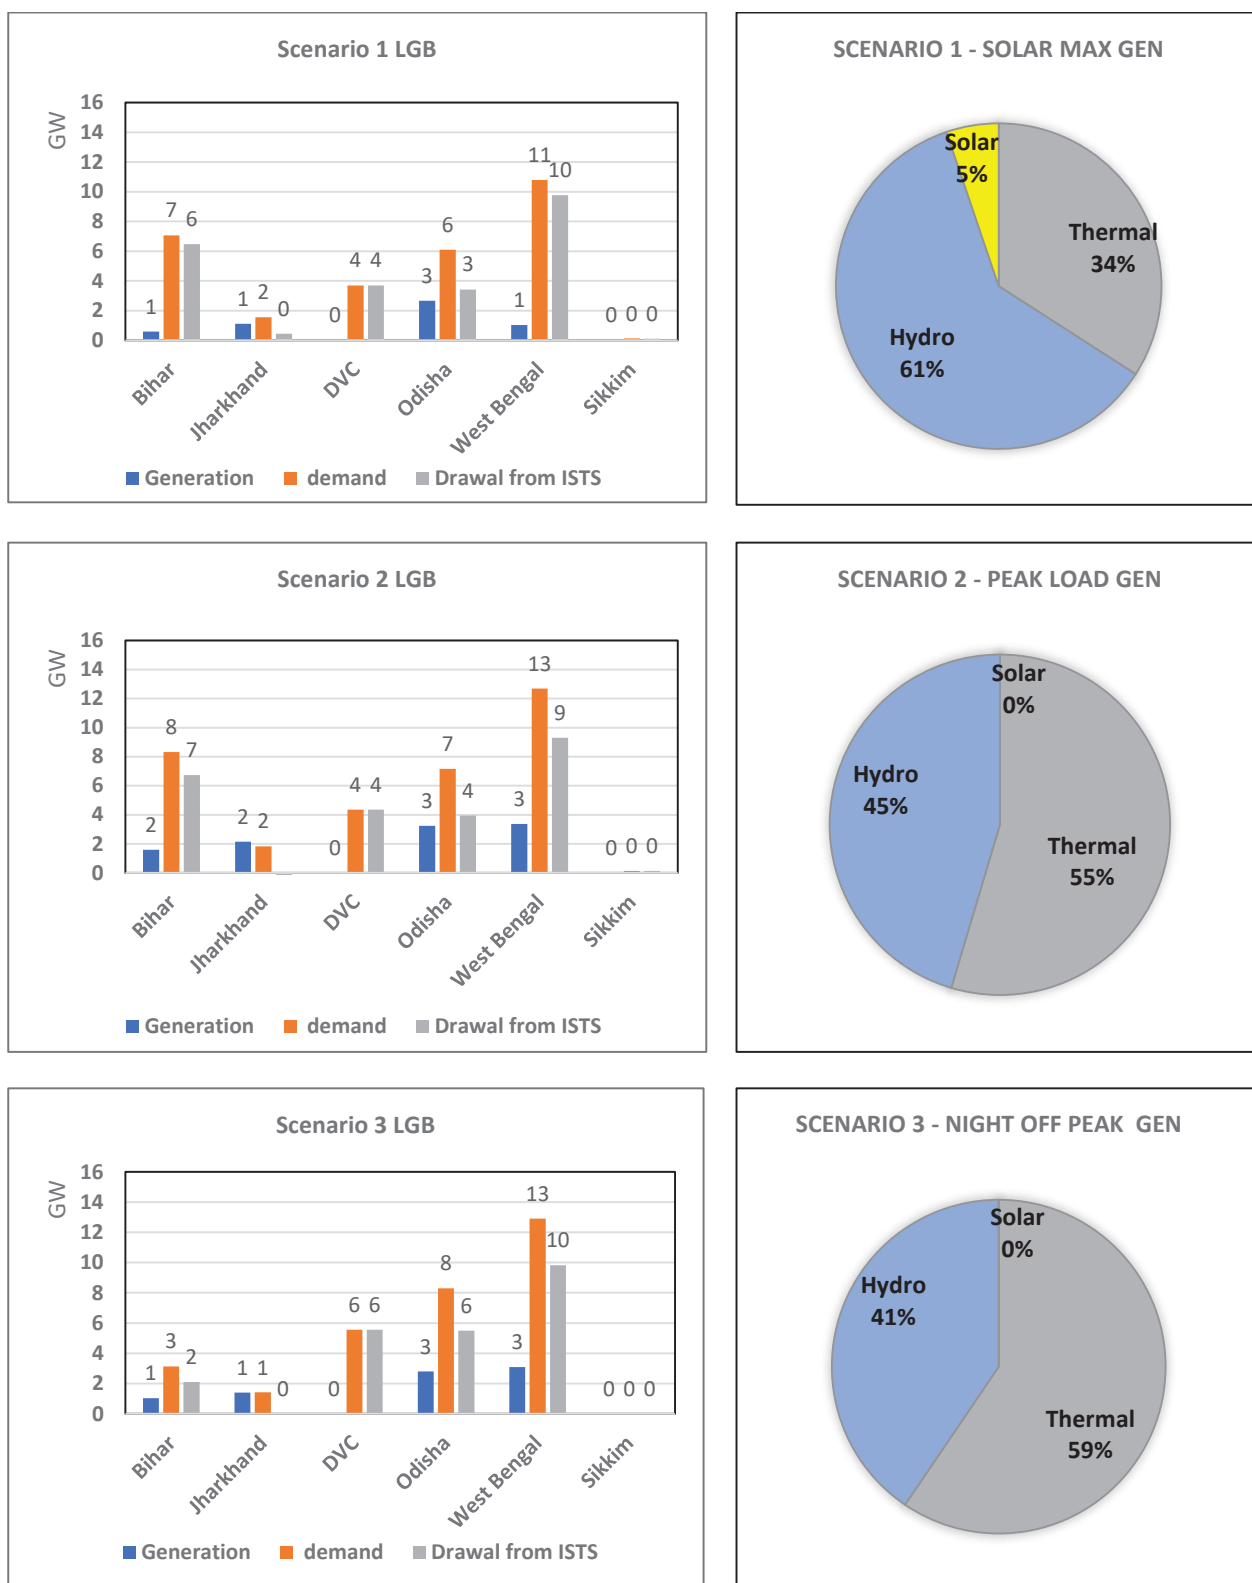 Scenario 1 LGB
GW
16
14
12
10
8
6
4
2
0
1
7
6
1
2
0
0
4
4
3
6
3
1
11
10
0
0
0
Bihar
Jharkhand
DVC
Odisha
West Bengal
Sikkim
Generation
demand
Drawal from ISTS
SCENARIO 1 - SOLAR MAX GEN
Solar
5%
Thermal
34%
Hydro
61%
Scenario 2 LGB
GW
16
14
12
10
8
6
4
2
0
2
8
7
2
2
0
4
4
3
7
4
3
13
9
0
0
0
Bihar
Jharkhand
DVC
Odisha
West Bengal
Sikkim
Generation
demand
Drawal from ISTS
SCENARIO 2 - PEAK LOAD GEN
Solar
0%
Hydro
45%
Thermal
55%
Scenario 3 LGB
GW
16
14
12
10
8
6
4
2
0
1
3
2
1
1
0
0
6
6
3
8
6
3
13
10
0
0
0
Bihar
Jharkhand
DVC
Odisha
West Bengal
Sikkim
Generation
demand
Drawal from ISTS
SCENARIO 3 - NIGHT OFF PEAK GEN
Solar
0%
Hydro
41%
Thermal
59%